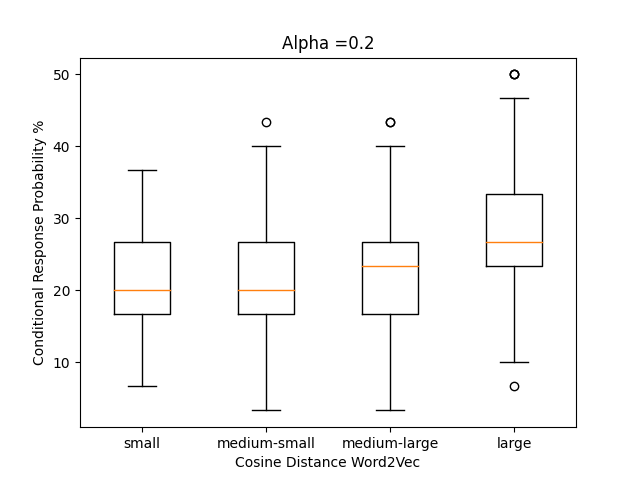 Alpha =0.2
Conditional Response Probability %
50
40
30
20
10
small medium-small medium-large large
Cosine Distance Word2Vec